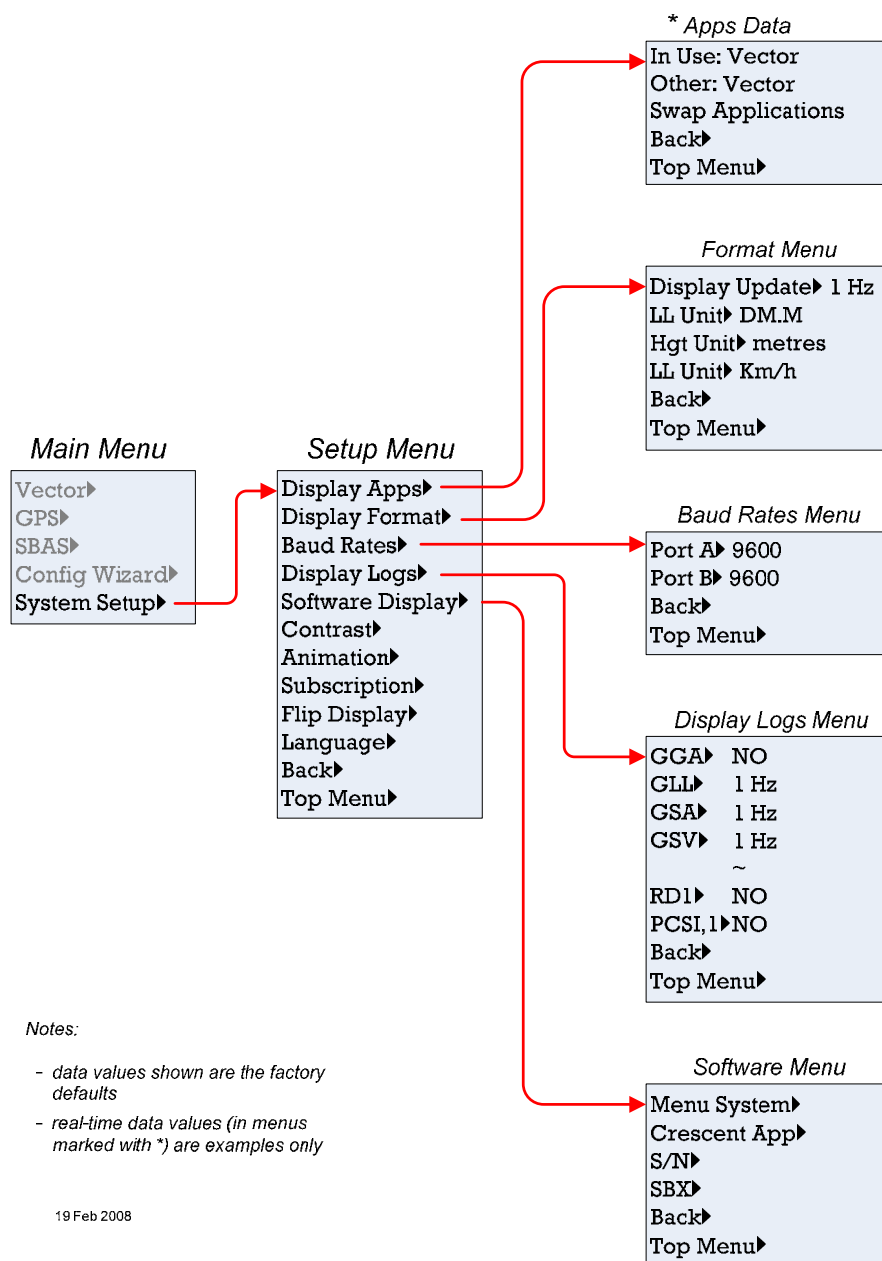 * Apps Data
In Use: Vector
Other: Vector
Swap Applications
Back▶
Top Menu▶
Format Menu
Display Update▶ 1 Hz
LL Unit▶ DM.M
Hgt Unit▶ metres
LL Unit▶ Km/h
Back▶
Top Menu▶
Main Menu
Vector▶
GPS▶
SBAS▶
Config Wizard▶
System Setup▶
Setup Menu
Display Apps▶
Display Format▶
Baud Rates▶
Display Logs▶
Software Display▶
Contrast▶
Animation▶
Subscription▶
Flip Display▶
Language▶
Back▶
Top Menu▶
Baud Rates Menu
Port A▶ 9600
Port B▶ 9600
Back▶
Top Menu▶
Display Logs Menu
GGA▶ NO
GLL▶ 1 Hz
GSA▶ 1 Hz
GSV▶ 1 Hz
~
RD1▶ NO
PCSI,1▶NO
Back▶
Top Menu▶
Software Menu
Menu System▶
Crescent App▶
S/N▶
SBX▶
Back▶
Top Menu▶
Notes:
- data values shown are the factory
defaults
- real-time data values (in menus
marked with *) are examples only
19 Feb 2008